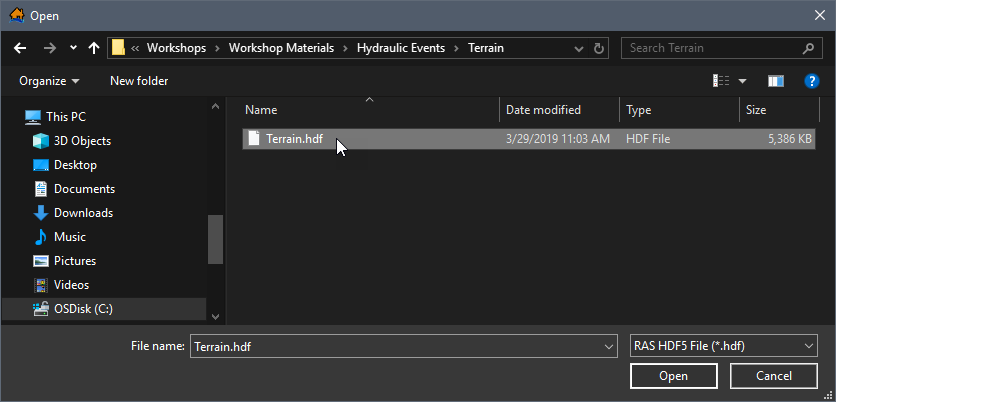 Open
« Workshops > Workshop Materials > Hydraulic Events > Terrain
Search Terrain
Organize New folder
Name Date modified Type Size
Terrain.hdf 3/29/2019 11:03 AM HDF File 5,386 KB
This PC
3D Objects
Desktop
Documents
Downloads
Music
Pictures
Videos
OSDisk (C:)
File name: Terrain.hdf RAS HDF5 File (*.hdf)
Open Cancel